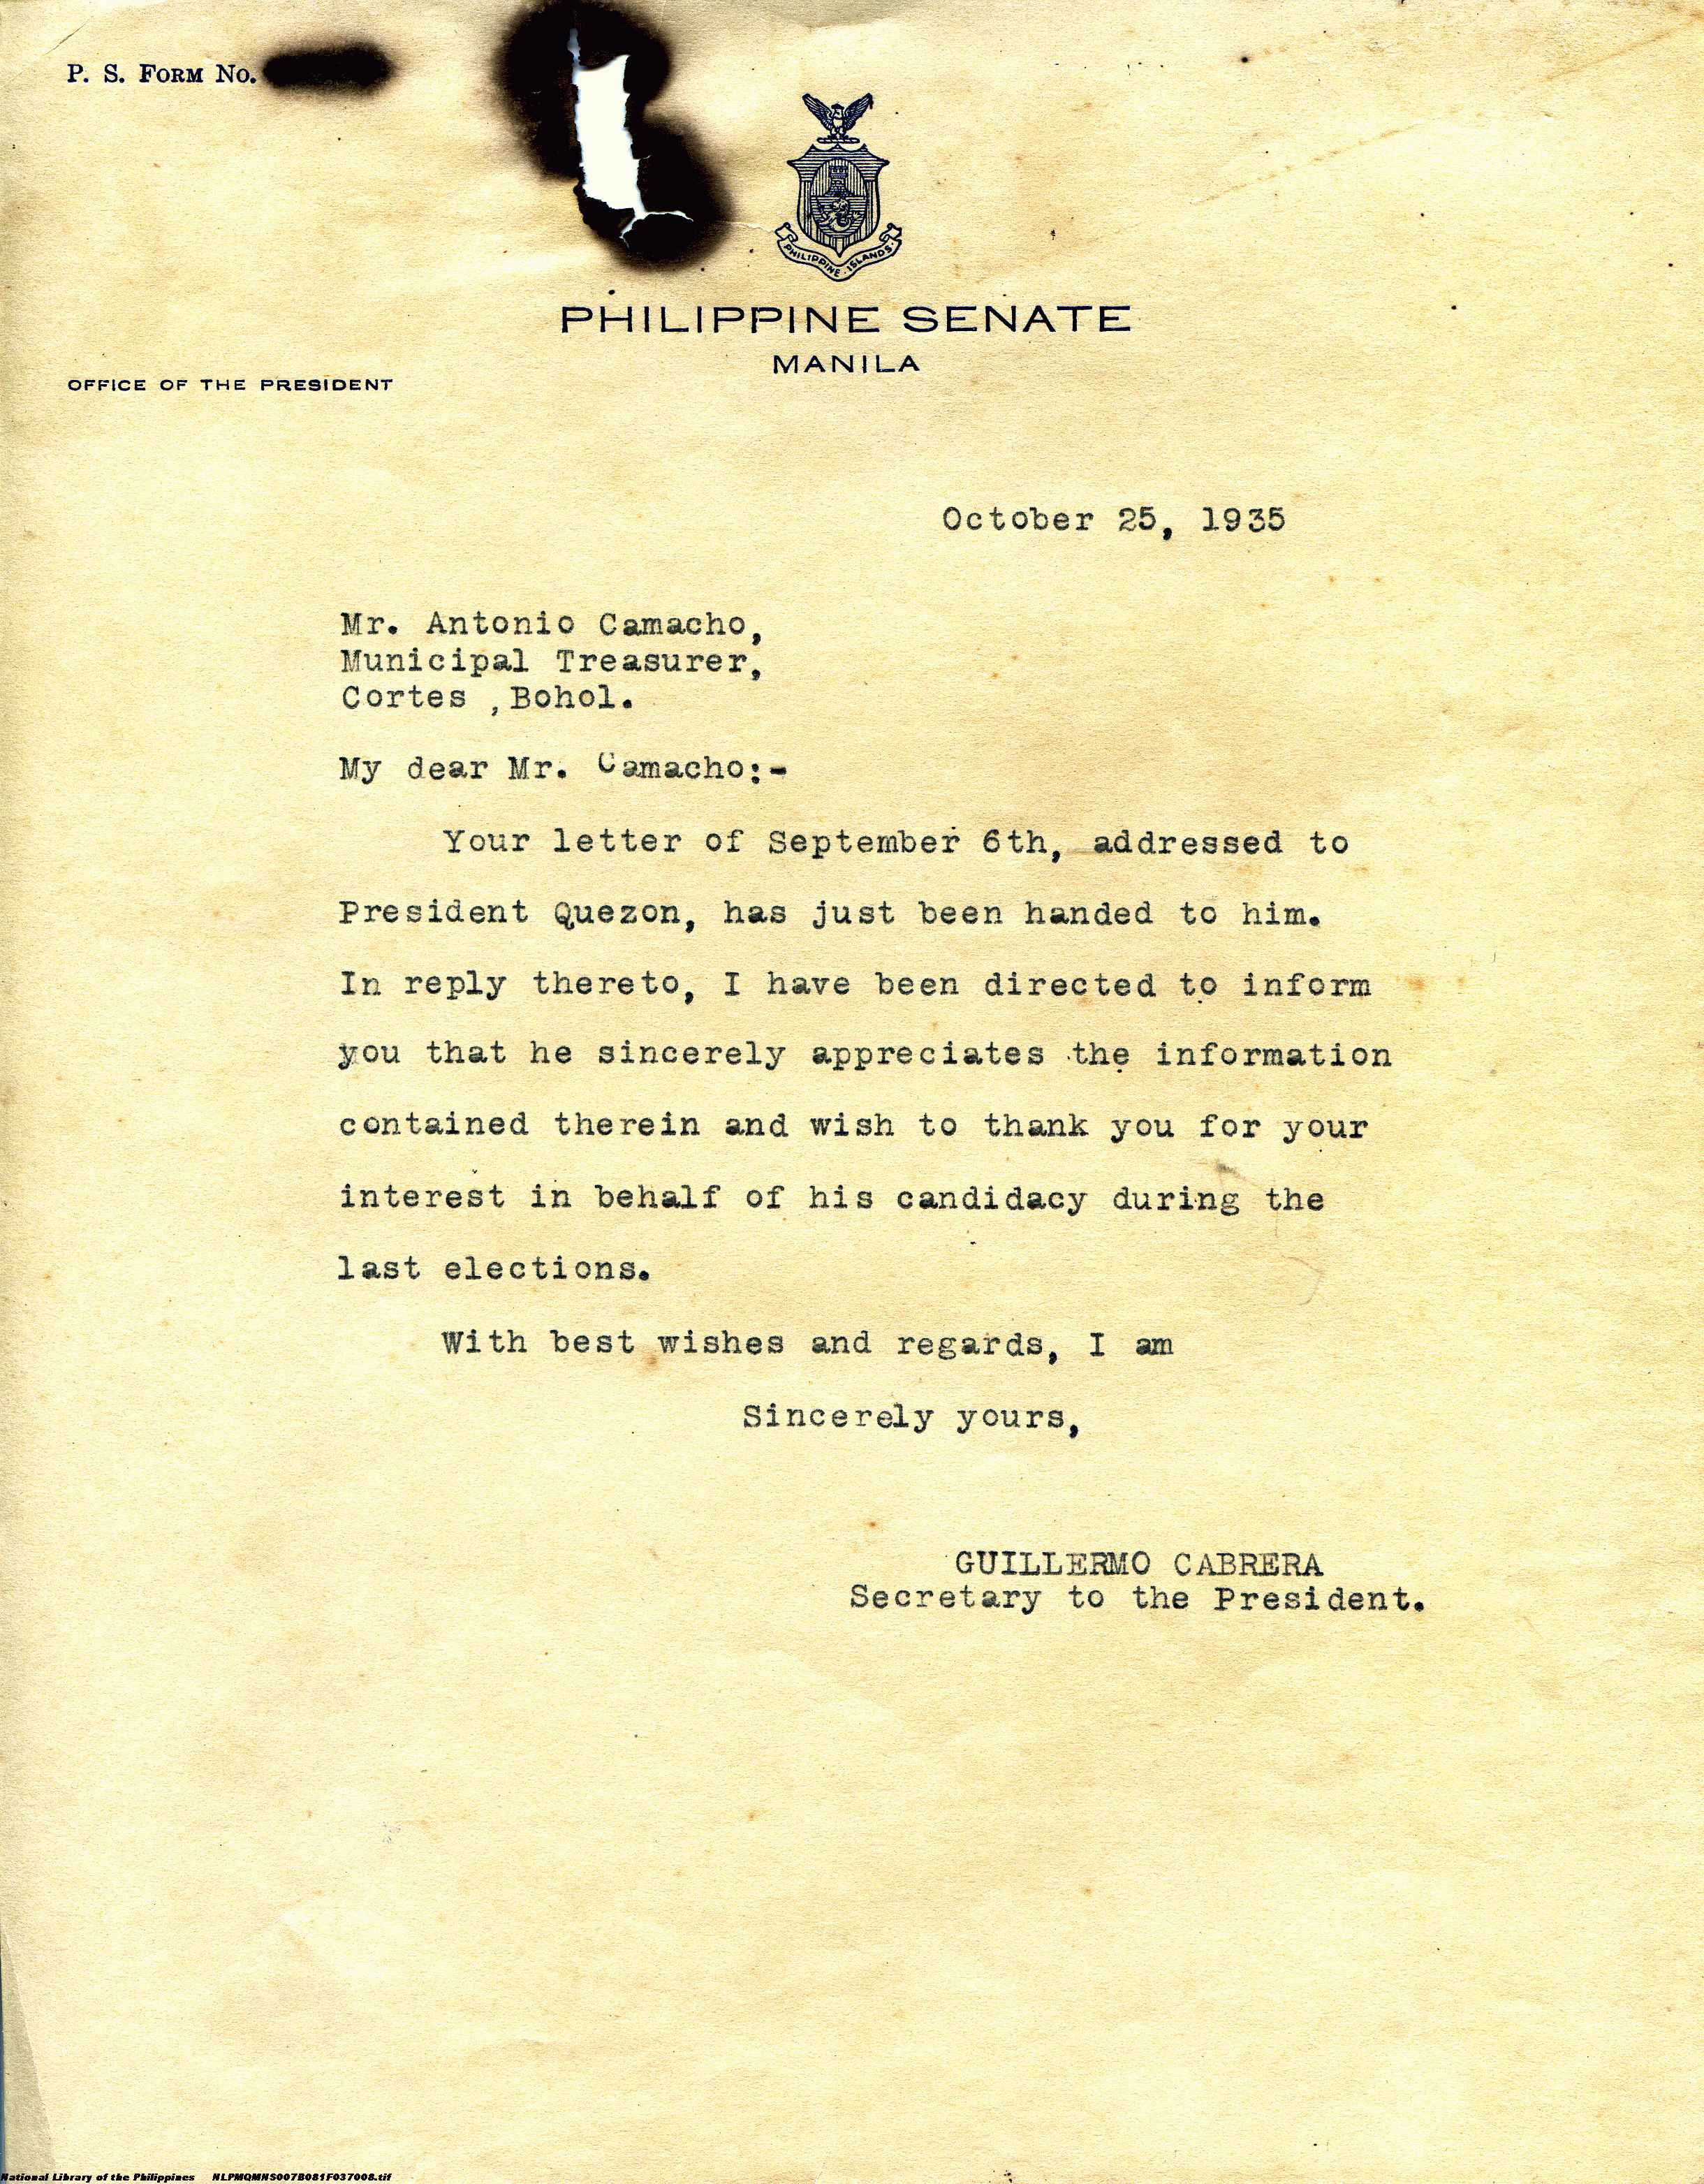 P. S. FORM No.
PHILIPPINE ISLANDS
PHILIPPINE SENATE
MANILA
OFFICE OF THE PRESIDENT
October 25, 1935
Mr. Antonio Camacho,
Municipal Treasurer,
Cortes ,Bohol.
My dear Mr. Camacho:-
Your letter of September 6th, addressed to
President Quezon, has just been handed to him.
In reply thereto, I have been directed to inform
you that he sincerely appreciates the information
contained therein and wish to thank you for your
interest in behalf of his candidacy during the
last elections.
With best wishes and regards, I am
Sincerely yours,
GUILLERMO CABRERA
Secretary to the President.
National Library of the Philippines NLPMQMNS007B081F037008.tif